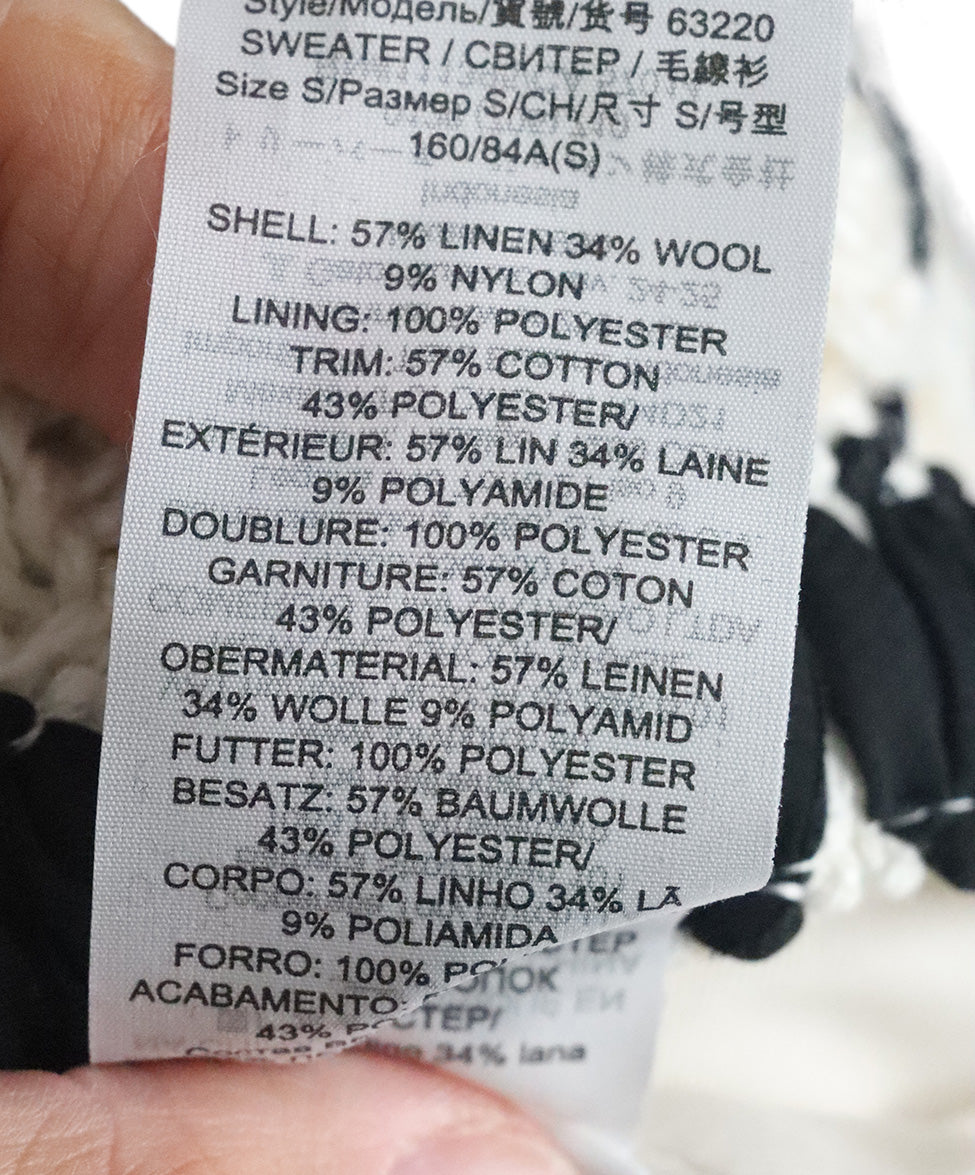 Style/Модель/貨號/货号 63220
SWEATER / СВИТЕР / 毛線衫
Size S/Размер S/CH/尺寸 S/号型
160/84A(S)
SHELL: 57% LINEN 34% WOOL
9% NYLON
LINING: 100% POLYESTER
TRIM: 57% COTTON
43% POLYESTER/
EXTÉRIEUR: 57% LIN 34% LAINE
9% POLYAMIDE
DOUBLURE: 100% POLYESTER
GARNITURE: 57% COTON
43% POLYESTER/
OBERMATERIAL: 57% LEINEN
34% WOLLE 9% POLYAMID
FUTTER: 100% POLYESTER
BESATZ: 57% BAUMWOLLE
43% POLYESTER/
CORPO: 57% LINHO 34% LÃ
9% POLIAMIDA
FORRO: 100%
ACABAMENTO:
43%
34% lana